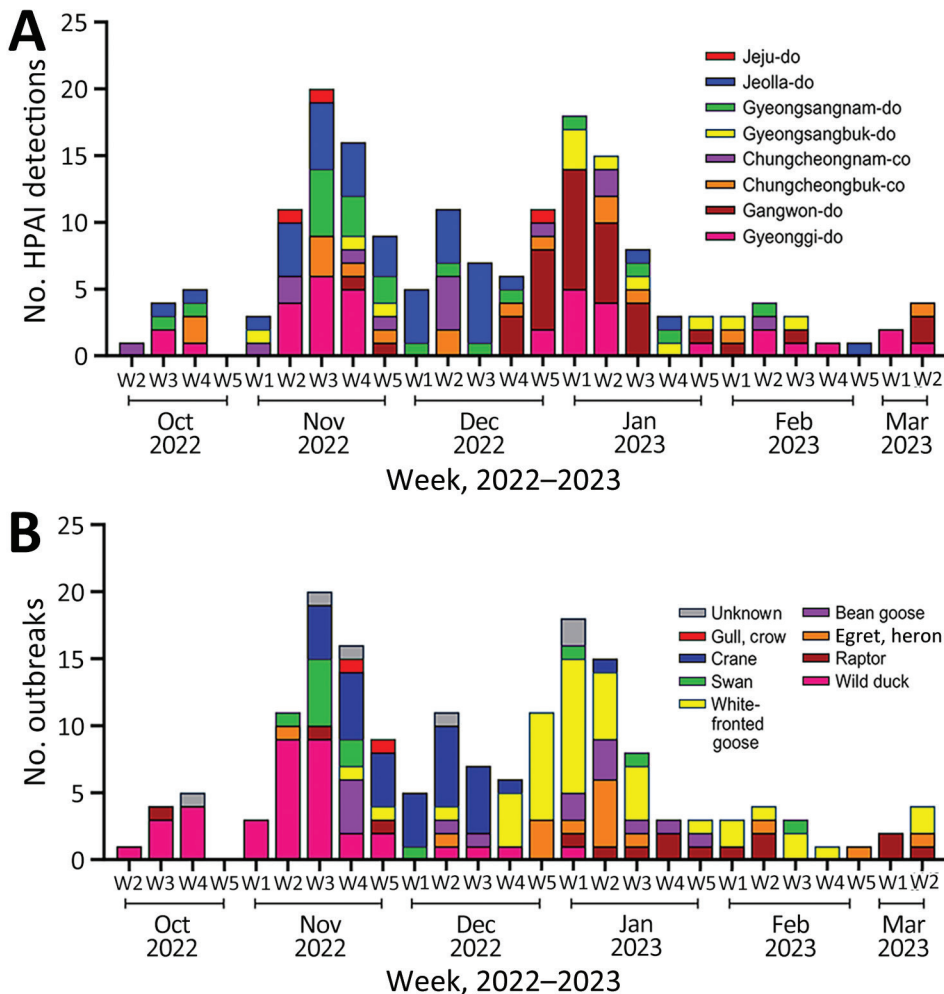 A
25
20
15
10
5
0
No. HPAI detections
Jeju-do
Jeolla-do
Gyeongsangnam-do
Gyeongsangbuk-do
Chungcheongnam-co
Chungcheongbuk-co
Gangwon-do
Gyeonggi-do
W2 W3 W4 W5 W1 W2 W3 W4 W5 W1 W2 W3 W4 W5 W1 W2 W3 W4 W5 W1 W2 W3 W4 W5 W1 W2
Oct Nov Dec Jan Feb Mar
2022 2022 2022 2023 2023 2023
Week, 2022–2023
B
25
20
15
10
5
0
No. outbreaks
Unknown Bean goose
Gull, crow Egret, heron
Crane Raptor
Swan Wild duck
White-
fronted
goose
W2 W3 W4 W5 W1 W2 W3 W4 W5 W1 W2 W3 W4 W5 W1 W2 W3 W4 W5 W1 W2 W3 W4 W5 W1 W2
Oct Nov Dec Jan Feb Mar
2022 2022 2022 2023 2023 2023
Week, 2022–2023